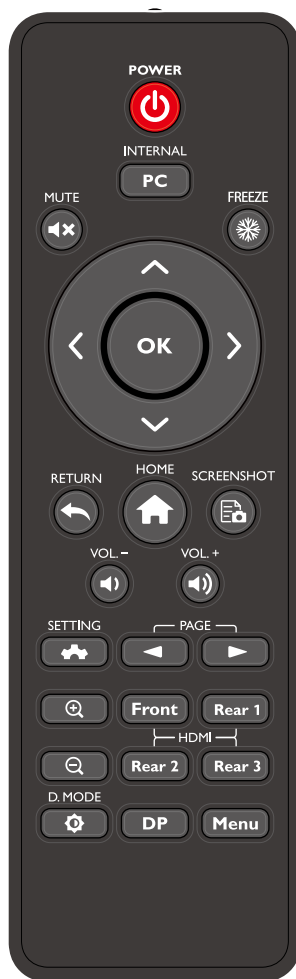 POWER
INTERNAL
PC
MUTE
FREEZE
OK
RETURN
HOME
SCREENSHOT
VOL. –
VOL. +
SETTING
PAGE
Front
Rear 1
HDMI
Rear 2
Rear 3
D. MODE
DP
Menu